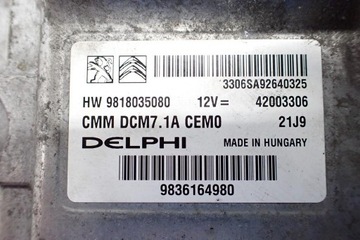 3306SA92640325
HW 9818035080 12V= 42003306
CMM DCM7.1A CEM0 21J9
DELPHI MADE IN HUNGARY
9836164980